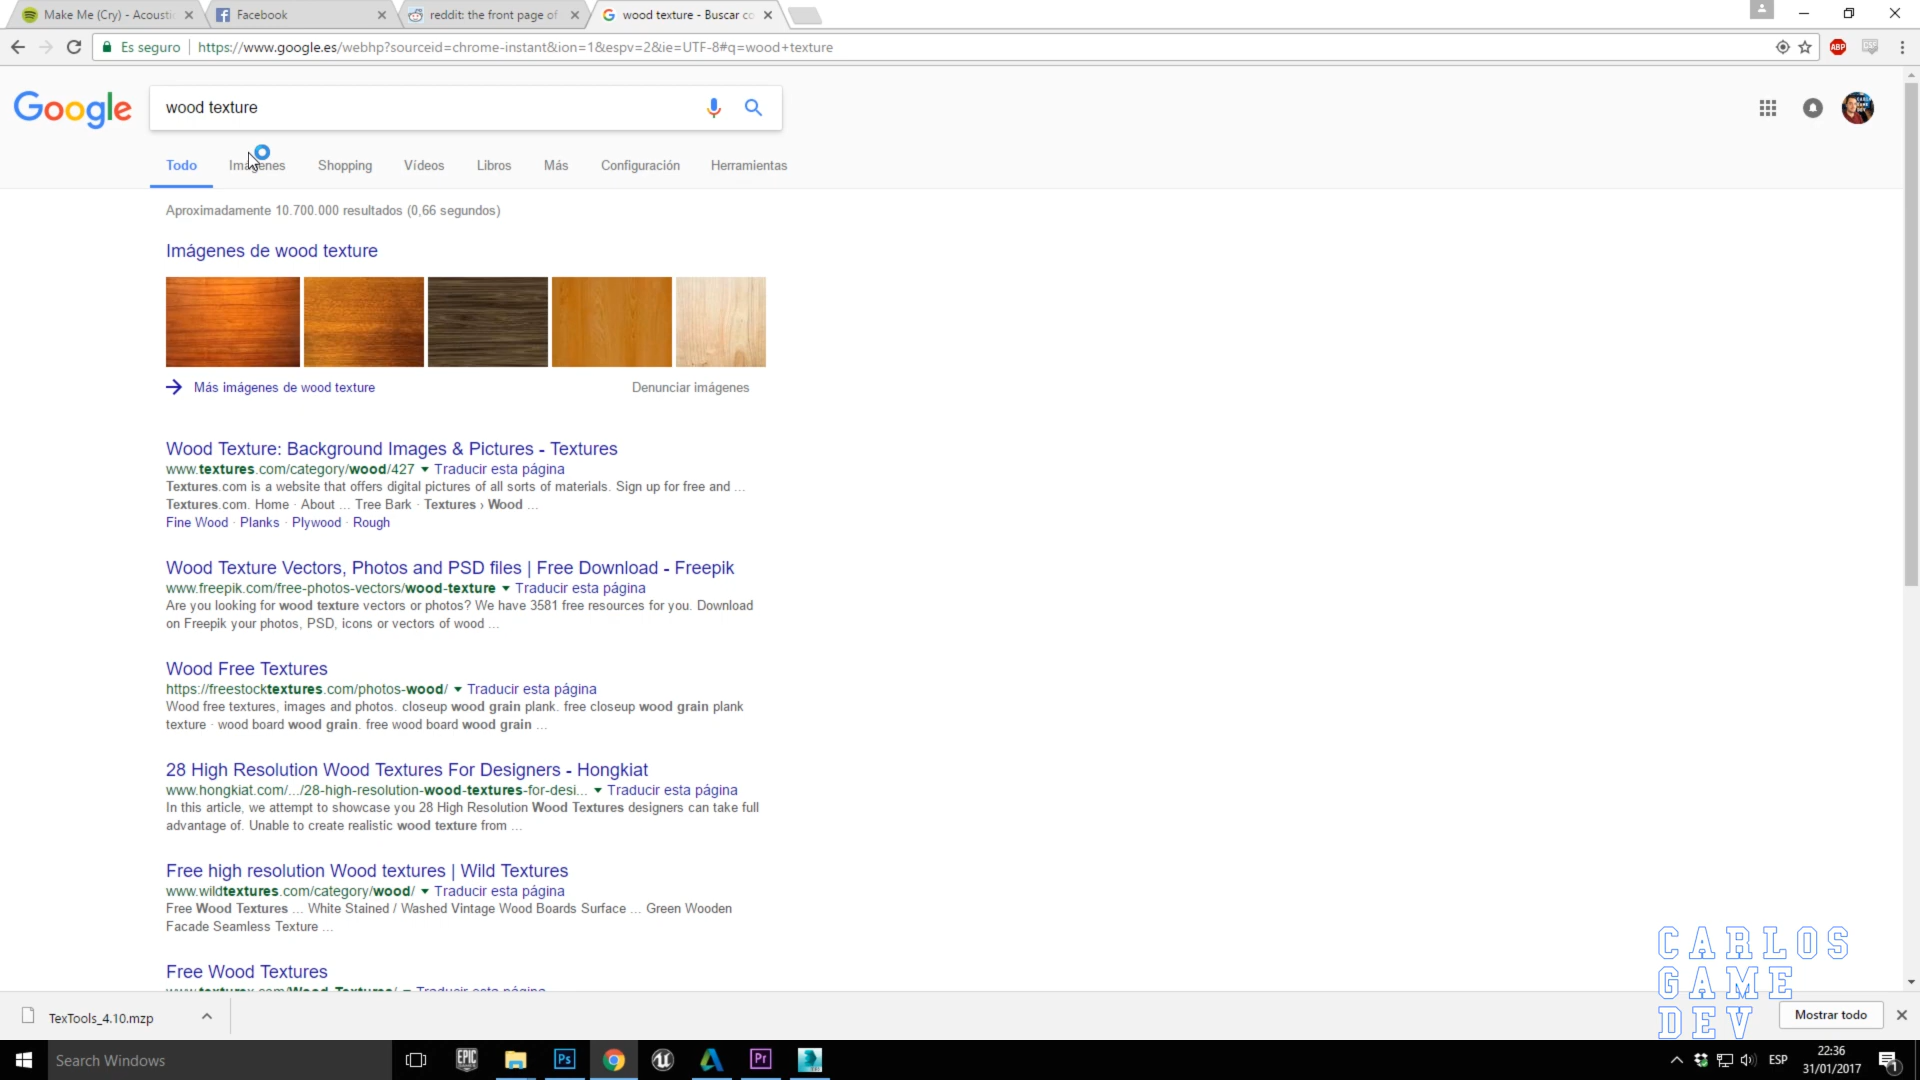 Make Me (Cry) - Acoustic
Facebook
reddit: the front page of
wood texture - Buscar co
Es seguro
https://www.google.es/webhp?sourceid=chrome-instant&ion=1&espv=2&ie=UTF-8#q=wood+texture
ABP
Google
wood texture
Todo
Imágenes
Shopping
Vídeos
Libros
Más
Configuración
Herramientas
Aproximadamente 10.700.000 resultados (0,66 segundos)
Imágenes de wood texture
Más imágenes de wood texture
Denunciar imágenes
Wood Texture: Background Images & Pictures - Textures
www.textures.com/category/wood/427 Traducir esta página
Textures.com is a website that offers digital pictures of all sorts of materials. Sign up for free and ...
Textures.com. Home · About ... Tree Bark · Textures › Wood ...
Fine Wood · Planks · Plywood · Rough
Wood Texture Vectors, Photos and PSD files | Free Download - Freepik
www.freepik.com/free-photos-vectors/wood-texture Traducir esta página
Are you looking for wood texture vectors or photos? We have 3581 free resources for you. Download
on Freepik your photos, PSD, icons or vectors of wood ...
Wood Free Textures
https://freestocktextures.com/photos-wood/ Traducir esta página
Wood free textures, images and photos. closeup wood grain plank. free closeup wood grain plank
texture · wood board wood grain. free wood board wood grain ...
28 High Resolution Wood Textures For Designers - Hongkiat
www.hongkiat.com/.../28-high-resolution-wood-textures-for-desi... Traducir esta página
In this article, we attempt to showcase you 28 High Resolution Wood Textures designers can take full
advantage of. Unable to create realistic wood texture from ...
Free high resolution Wood textures | Wild Textures
www.wildtextures.com/category/wood/ Traducir esta página
Free Wood Textures ... White Stained / Washed Vintage Wood Boards Surface ... Green Wooden
Facade Seamless Texture ...
Free Wood Textures
www.texturex.com/Wood-Textures/ Traducir esta página
CARLOS
GAME
DEV
TexTools_4.10.mzp
Mostrar todo
Search Windows
EPIC
GAMES
Ps
Pr
ESP
22:36
31/01/2017
1